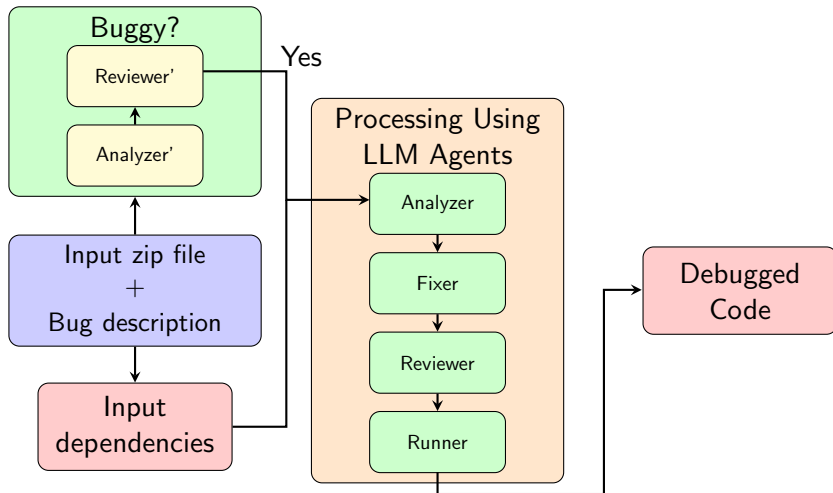 Buggy?
Reviewer'
Analyzer'
Yes
Input zip file
+
Bug description
Input
dependencies
Processing Using
LLM Agents
Analyzer
Fixer
Reviewer
Runner
Debugged
Code